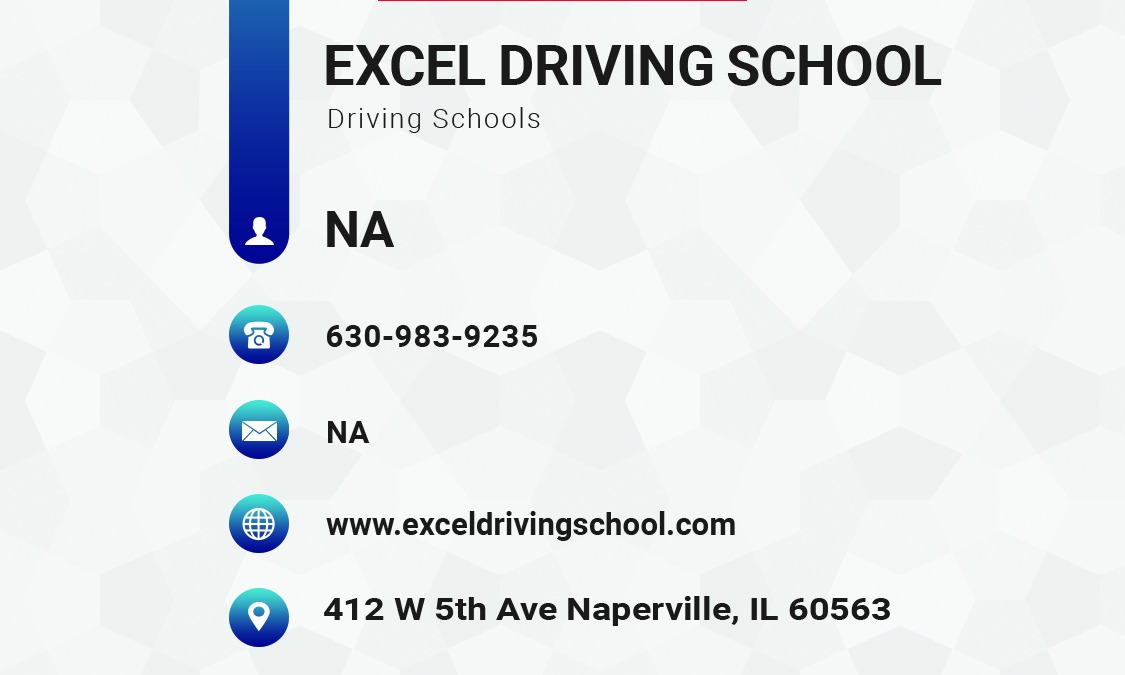 EXCEL DRIVING SCHOOL
Driving Schools
NA
630-983-9235
NA
www.exceldrivingschool.com
412 W 5th Ave Naperville, IL 60563